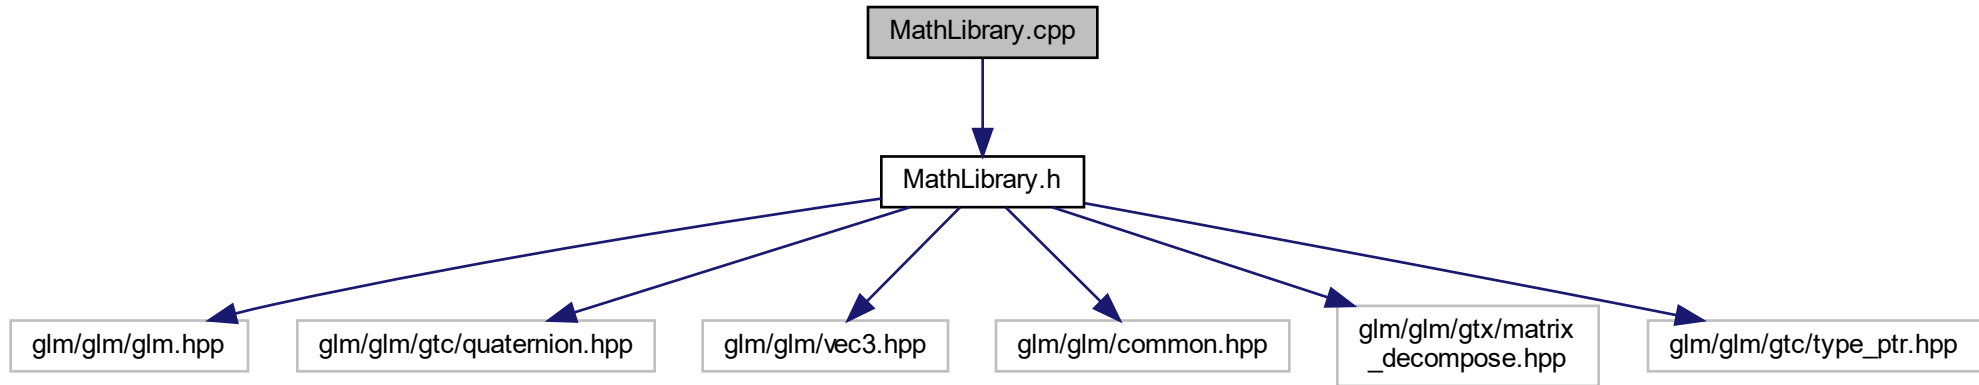 MathLibrary.cpp
MathLibrary.h
glm/glm/glm.hpp
glm/glm/gtc/quaternion.hpp
glm/glm/vec3.hpp
glm/glm/common.hpp
glm/glm/gtx/matrix
_decompose.hpp
glm/glm/gtc/type_ptr.hpp